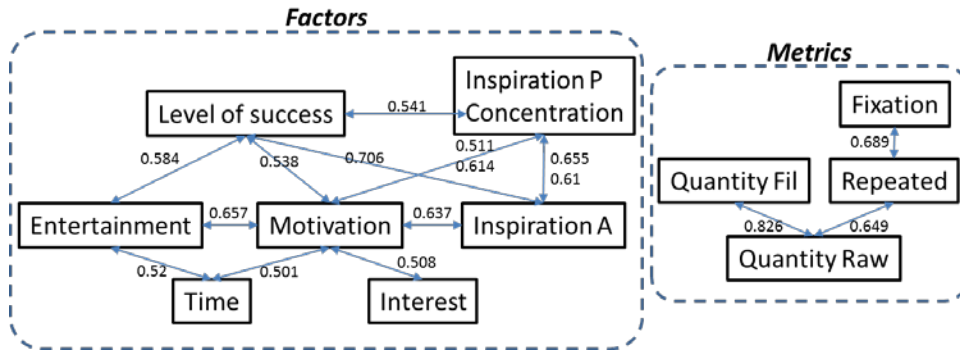 Factors
Metrics
Inspiration P
Concentration
Level of success
0.541
Fixation
0.584
0.538
0.706
0.511
0.614
0.655
0.61
0.689
Quantity Fil
Repeated
Entertainment
0.657
Motivation
0.637
Inspiration A
0.826
0.649
0.52
0.501
0.508
Quantity Raw
Time
Interest